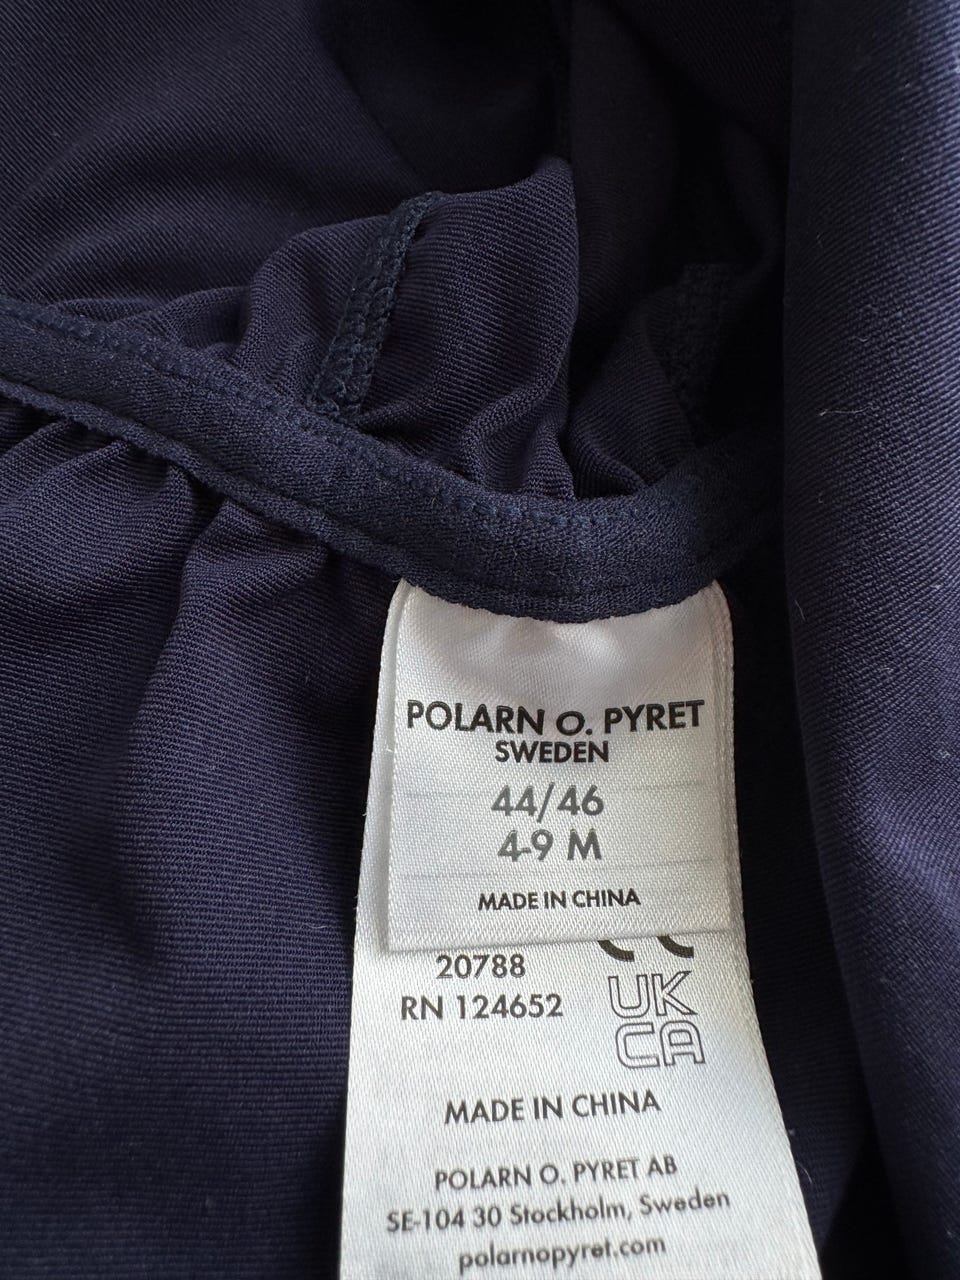 POLARN O. PYRET
SWEDEN
44/46
4-9 M
MADE IN CHINA
20788
RN 124652
UK
CA
MADE IN CHINA
POLARN O. PYRET AB
SE-104 30 Stockholm, Sweden
polarnopyret.com